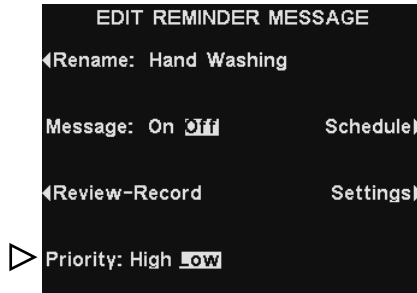 EDIT REMINDER MESSAGE
Rename: Hand Washing
Message: On Off Schedule
Review-Record Settings
Priority: High Low